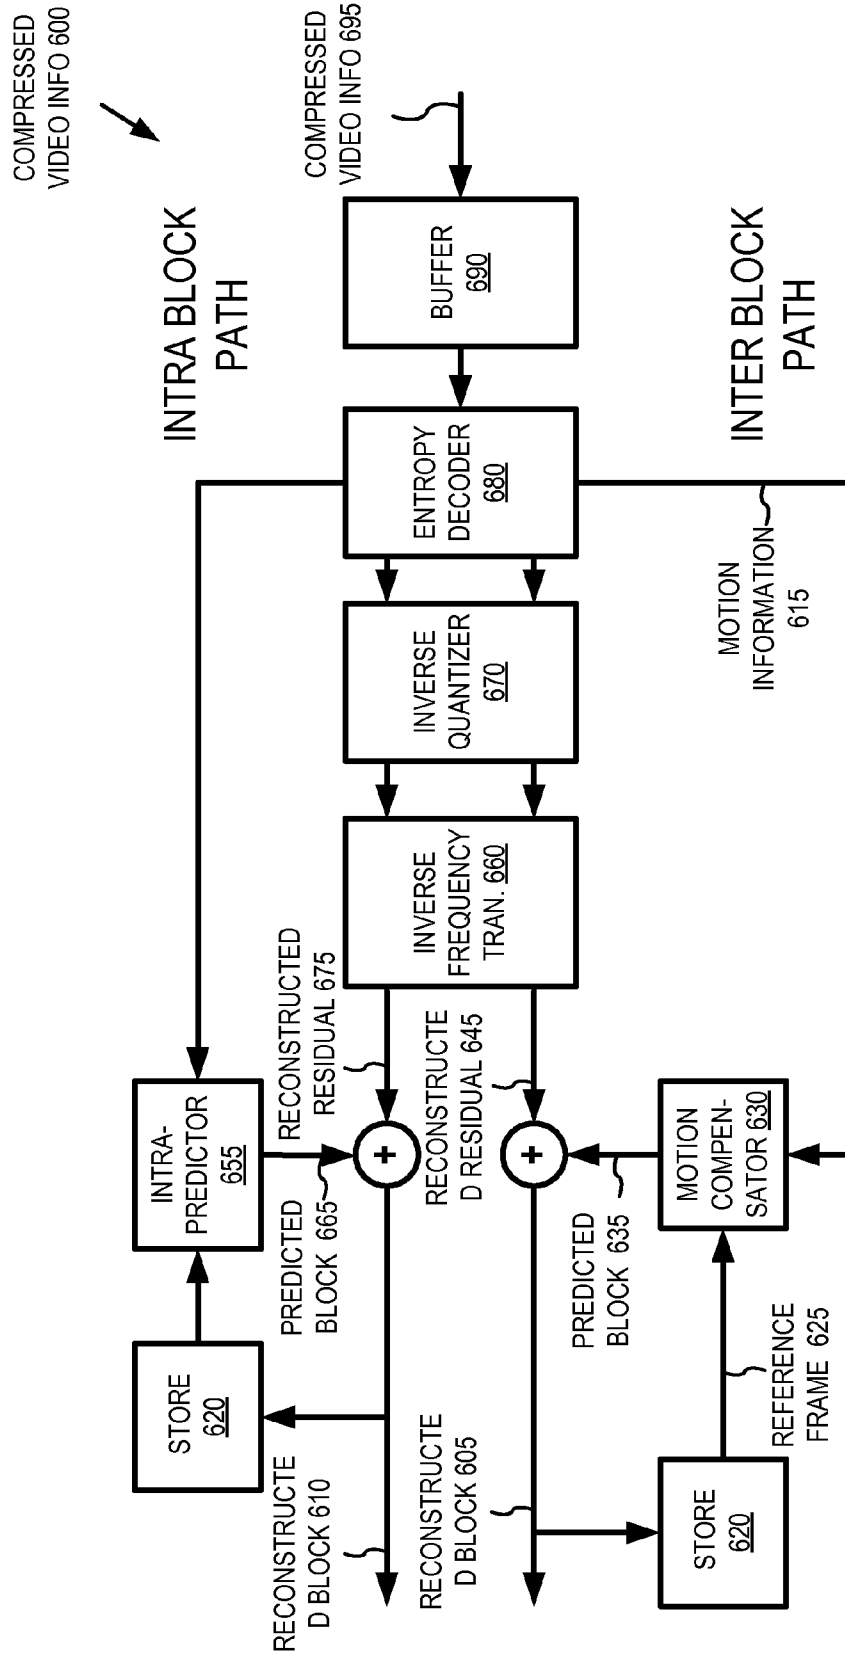 COMPRESSED
VIDEO INFO 600
INTRA BLOCK
PATH
COMPRESSED
VIDEO INFO 695
BUFFER
690
ENTROPY
DECODER
680
INVERSE
QUANTIZER
670
INVERSE
FREQUENCY
TRAN. 660
INTER BLOCK
PATH
MOTION
INFORMATION
615
RECONSTRUCTED
RESIDUAL 675
RECONSTRUCTE
D RESIDUAL 645
INTRA-
PREDICTOR
655
PREDICTED
BLOCK 665
+
+
PREDICTED
BLOCK 635
MOTION
COMPEN-
SATOR 630
STORE
620
RECONSTRUCTE
D BLOCK 610
RECONSTRUCTE
D BLOCK 605
STORE
620
REFERENCE
FRAME 625